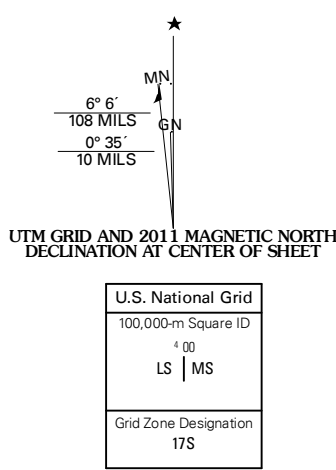 ★
MN
6° 6´
108 MILS
GN
0° 35´
10 MILS
UTM GRID AND 2011 MAGNETIC NORTH
DECLINATION AT CENTER OF SHEET
U.S. National Grid
100,000-m Square ID
4 00
LS MS
Grid Zone Designation
17S